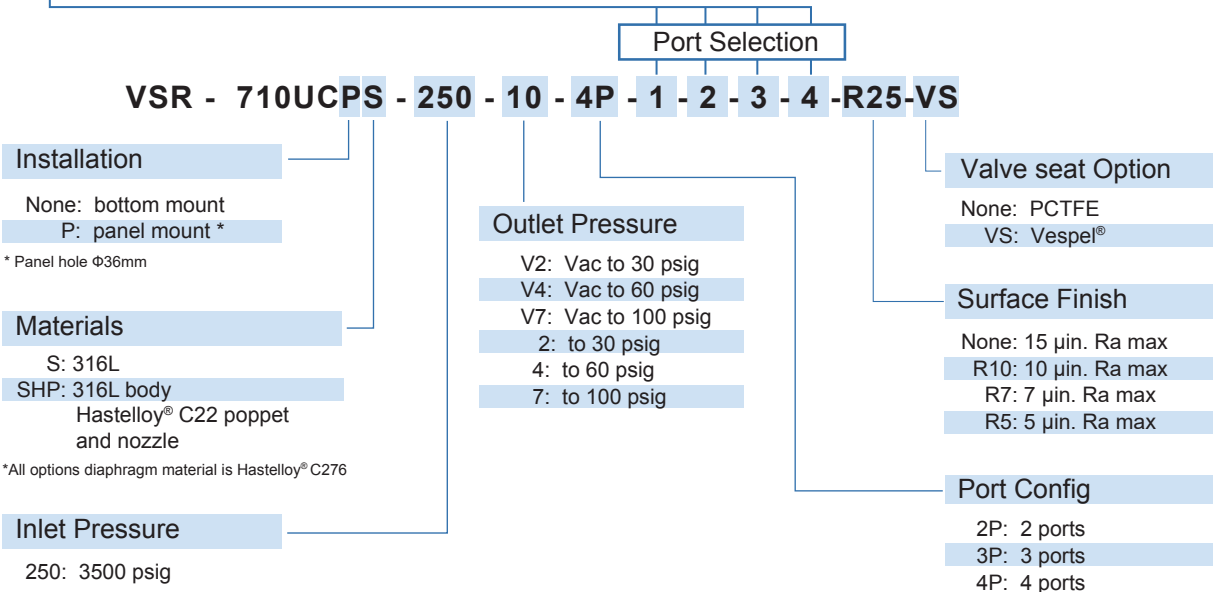 Port Selection
VSR - 710UCPS - 250 - 10 - 4P - 1 - 2 - 3 - 4 -R25-VS
Installation
None: bottom mount
P: panel mount *
* Panel hole Φ36mm
Materials
S: 316L
SHP: 316L body
Hastelloy® C22 poppet
and nozzle
*All options diaphragm material is Hastelloy® C276
Inlet Pressure
250: 3500 psig
Outlet Pressure
V2: Vac to 30 psig
V4: Vac to 60 psig
V7: Vac to 100 psig
2: to 30 psig
4: to 60 psig
7: to 100 psig
Valve seat Option
None: PCTFE
VS: Vespel®
Surface Finish
None: 15 µin. Ra max
R10: 10 µin. Ra max
R7: 7 µin. Ra max
R5: 5 µin. Ra max
Port Config
2P: 2 ports
3P: 3 ports
4P: 4 ports